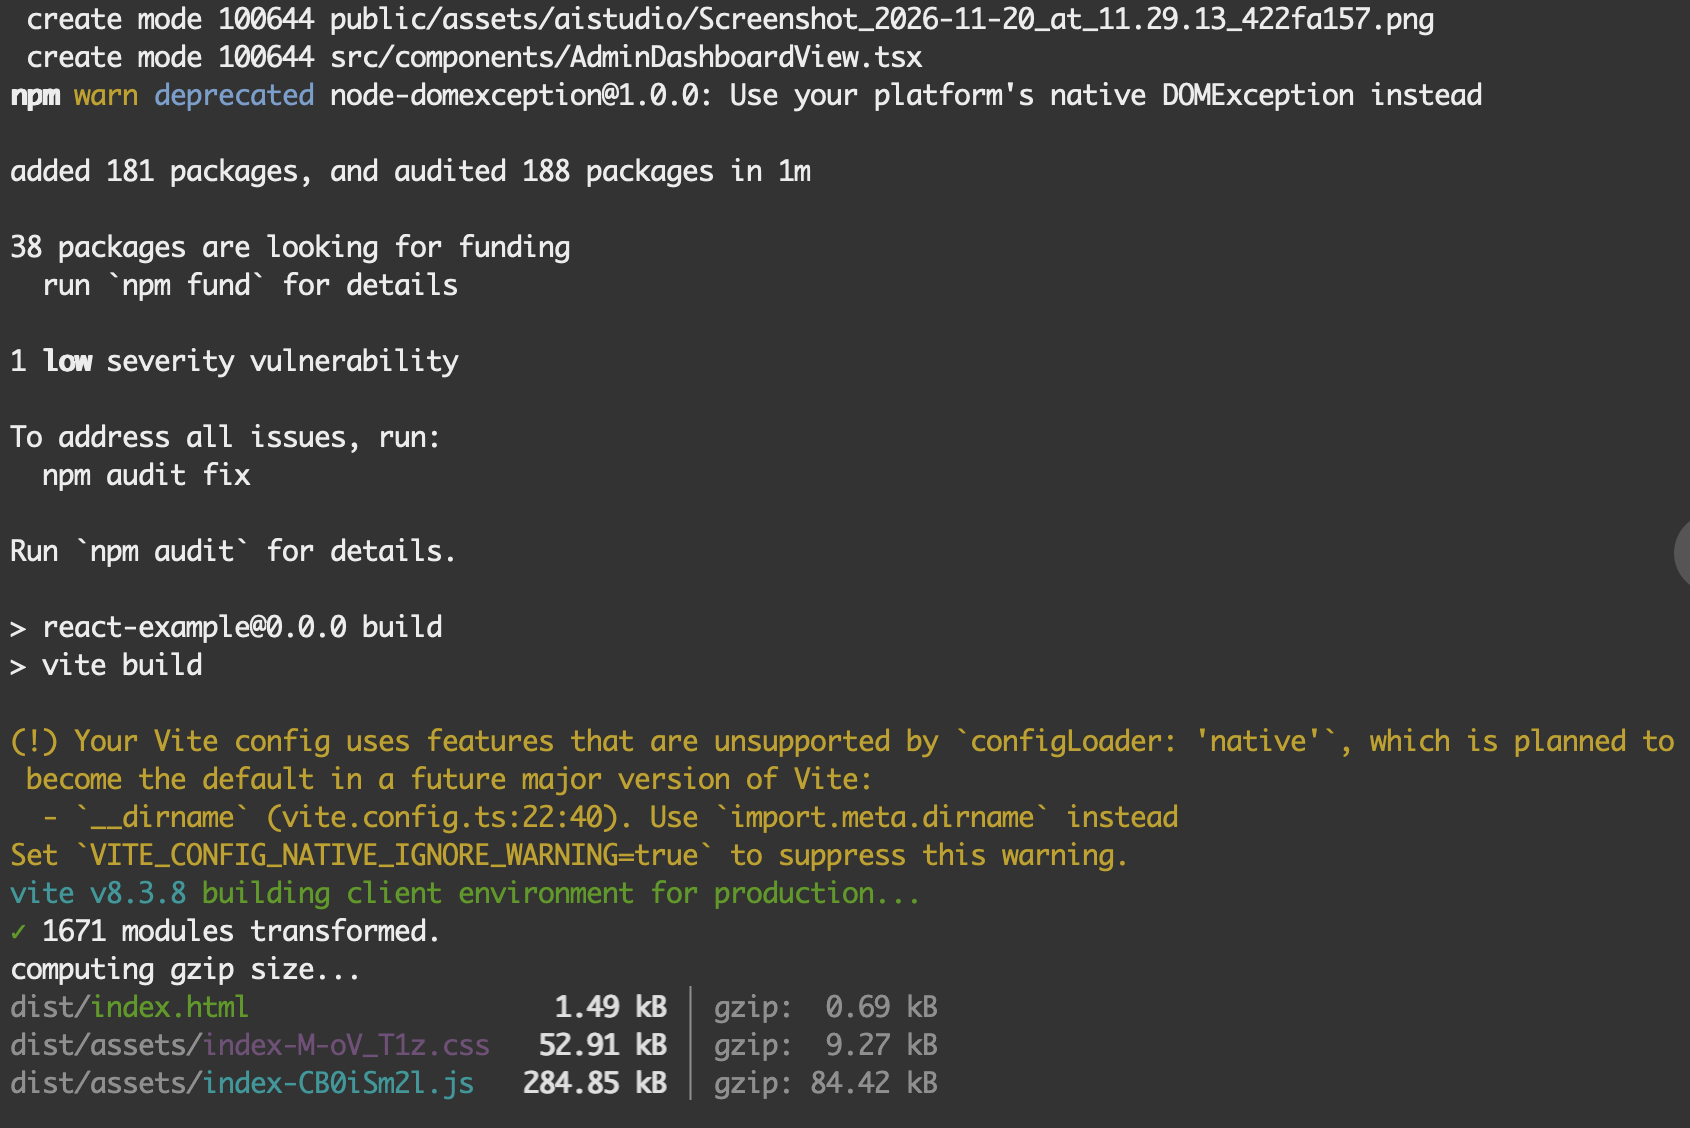 create mode 100644 public/assets/aistudio/Screenshot_2026-11-20_at_11.29.13_422fa157.png
create mode 100644 src/components/AdminDashboardView.tsx
npm warn deprecated node-domexception@1.0.0: Use your platform's native DOMException instead
added 181 packages, and audited 188 packages in 1m
38 packages are looking for funding
run `npm fund` for details
1 low severity vulnerability
To address all issues, run:
npm audit fix
Run `npm audit` for details.
> react-example@0.0.0 build
> vite build
(!) Your Vite config uses features that are unsupported by `configLoader: 'native'`, which is planned to
become the default in a future major version of Vite:
- `__dirname` (vite.config.ts:22:40). Use `import.meta.dirname` instead
Set `VITE_CONFIG_NATIVE_IGNORE_WARNING=true` to suppress this warning.
vite v8.3.8 building client environment for production...
✓ 1671 modules transformed.
computing gzip size...
dist/index.html 1.49 kB │ gzip: 0.69 kB
dist/assets/index-M-oV_T1z.css 52.91 kB │ gzip: 9.27 kB
dist/assets/index-CB0iSm2l.js 284.85 kB │ gzip: 84.42 kB